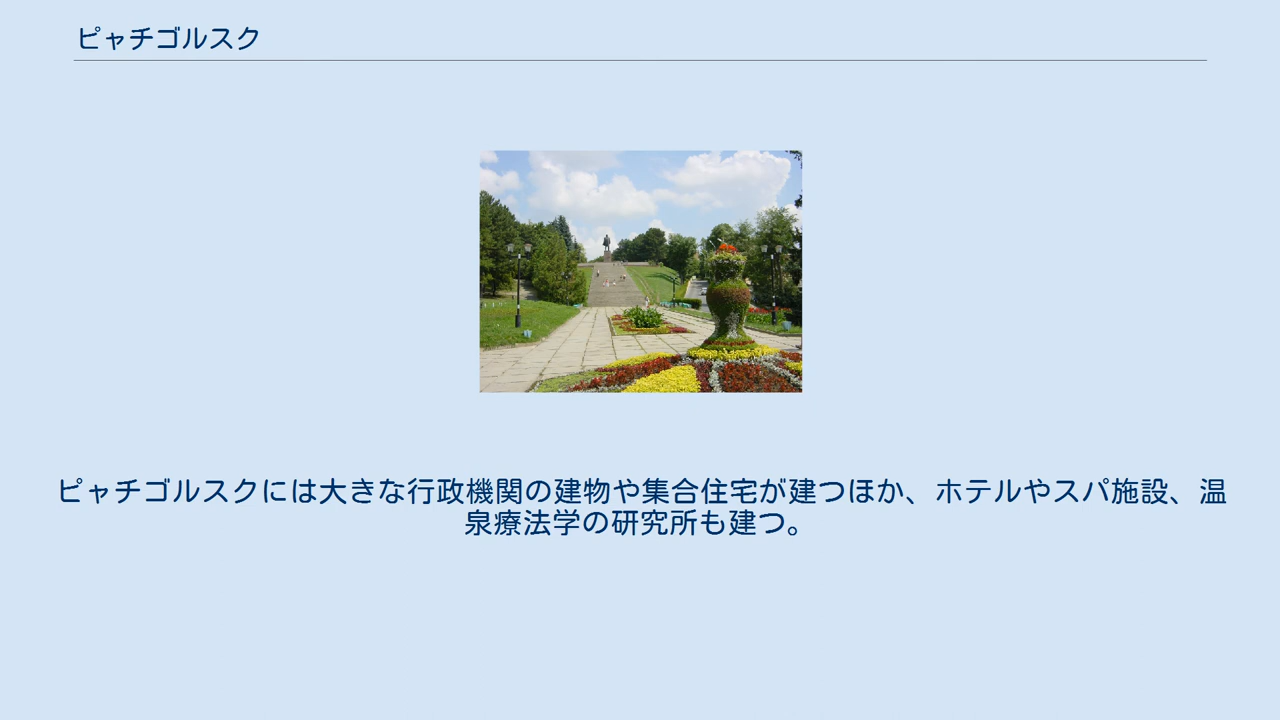 ピャチゴルスク
ピャチゴルスクには大きな行政機関の建物や集合住宅が建つほか、ホテルやスパ施設、温
泉療法学の研究所も建つ。